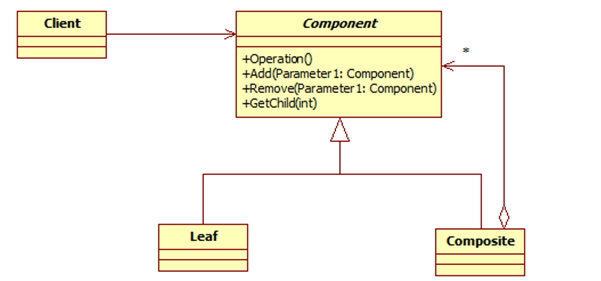 Client
Component
+Operation()
+Add(Parameter1: Component)
+Remove(Parameter1: Component)
+GetChild(int)
*
Leaf
Composite